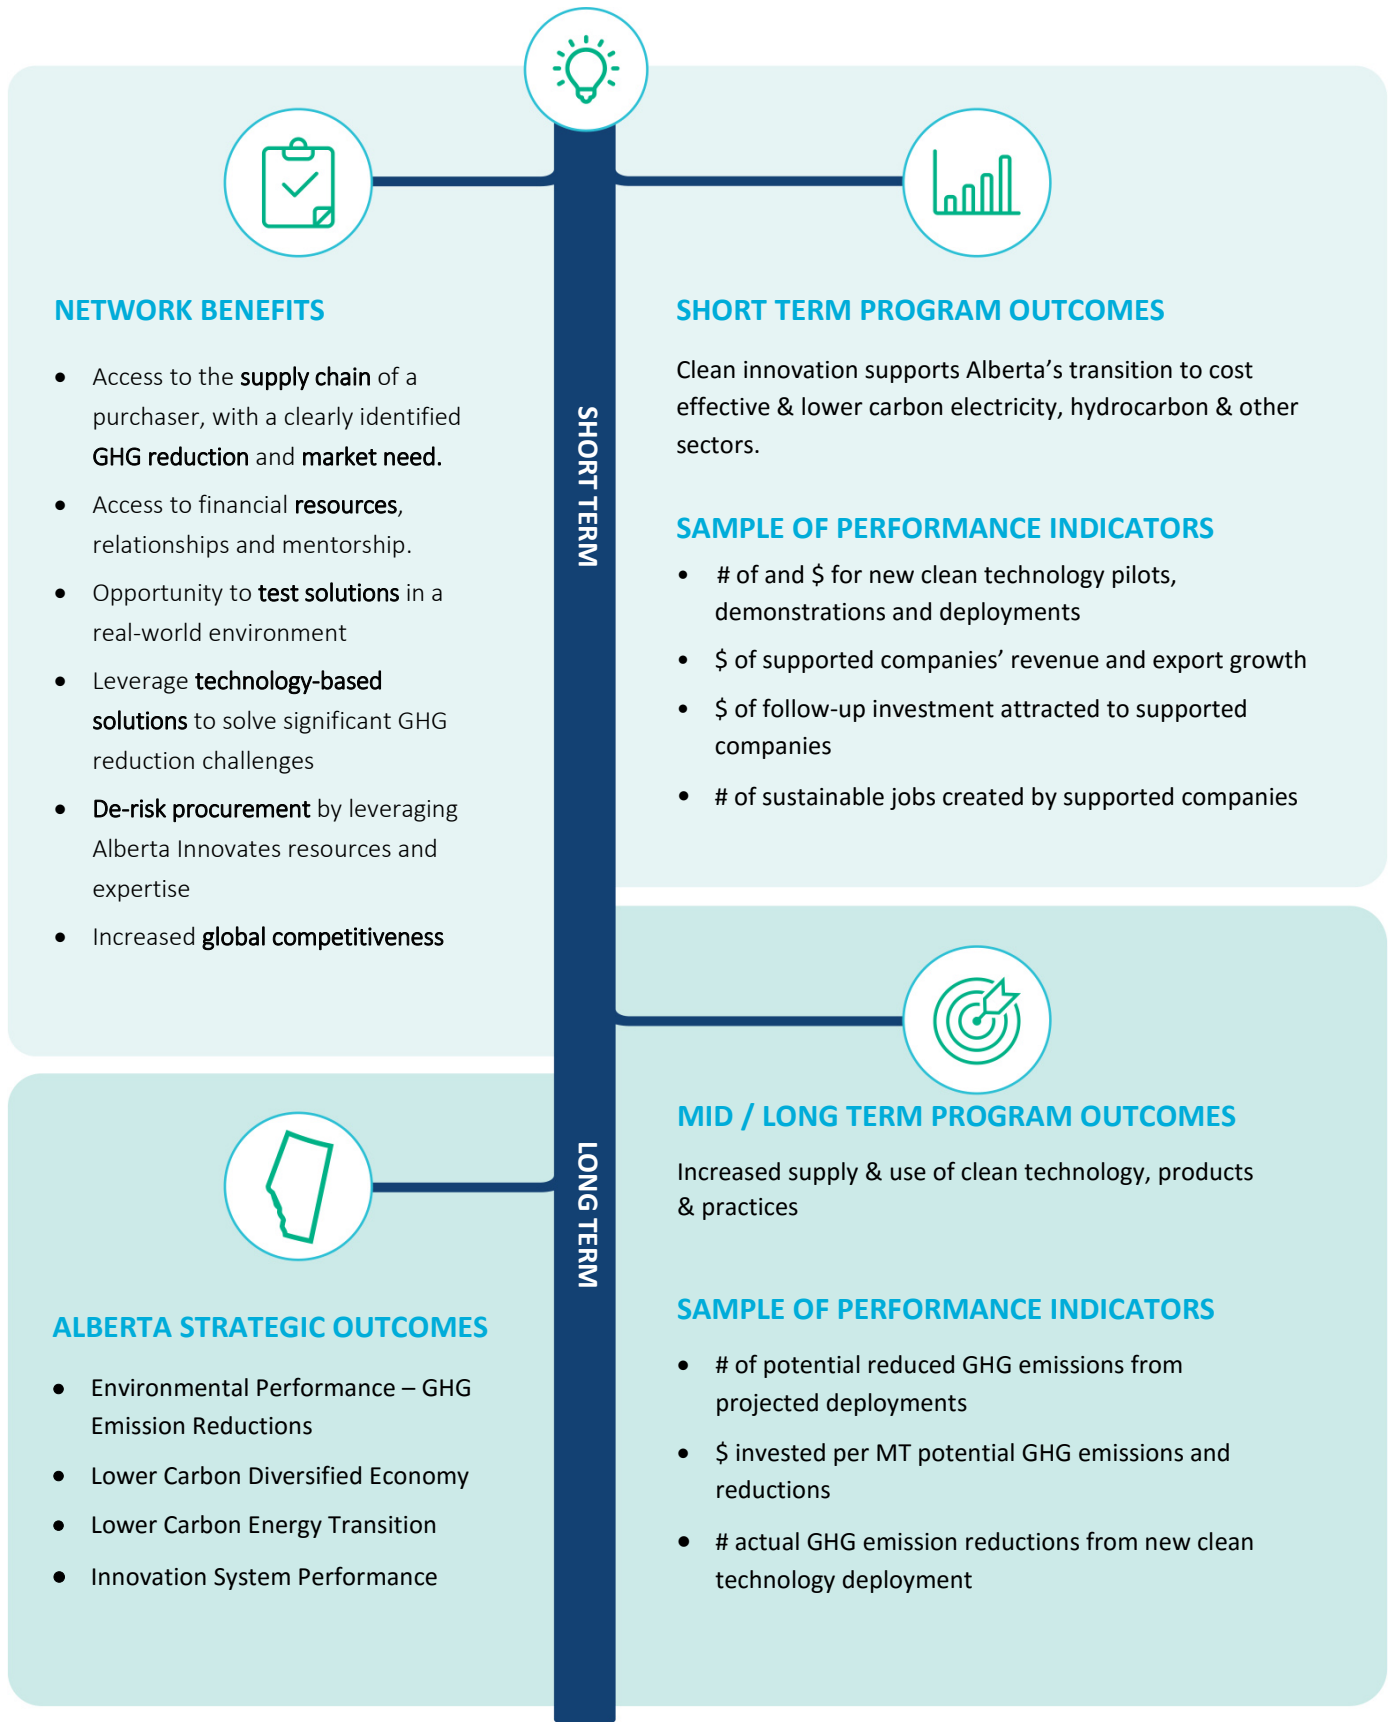 NETWORK BENEFITS
• Access to the supply chain of a
purchaser, with a clearly identified
GHG reduction and market need.
• Access to financial resources,
relationships and mentorship.
• Opportunity to test solutions in a
real-world environment
• Leverage technology-based
solutions to solve significant GHG
reduction challenges
• De-risk procurement by leveraging
Alberta Innovates resources and
expertise
• Increased global competitiveness
SHORT TERM
SHORT TERM PROGRAM OUTCOMES
Clean innovation supports Alberta’s transition to cost
effective & lower carbon electricity, hydrocarbon & other
sectors.
SAMPLE OF PERFORMANCE INDICATORS
• # of and $ for new clean technology pilots,
demonstrations and deployments
• $ of supported companies’ revenue and export growth
• $ of follow-up investment attracted to supported
companies
• # of sustainable jobs created by supported companies
ALBERTA STRATEGIC OUTCOMES
• Environmental Performance – GHG
Emission Reductions
• Lower Carbon Diversified Economy
• Lower Carbon Energy Transition
• Innovation System Performance
LONG TERM
MID / LONG TERM PROGRAM OUTCOMES
Increased supply & use of clean technology, products
& practices
SAMPLE OF PERFORMANCE INDICATORS
• # of potential reduced GHG emissions from
projected deployments
• $ invested per MT potential GHG emissions and
reductions
• # actual GHG emission reductions from new clean
technology deployment